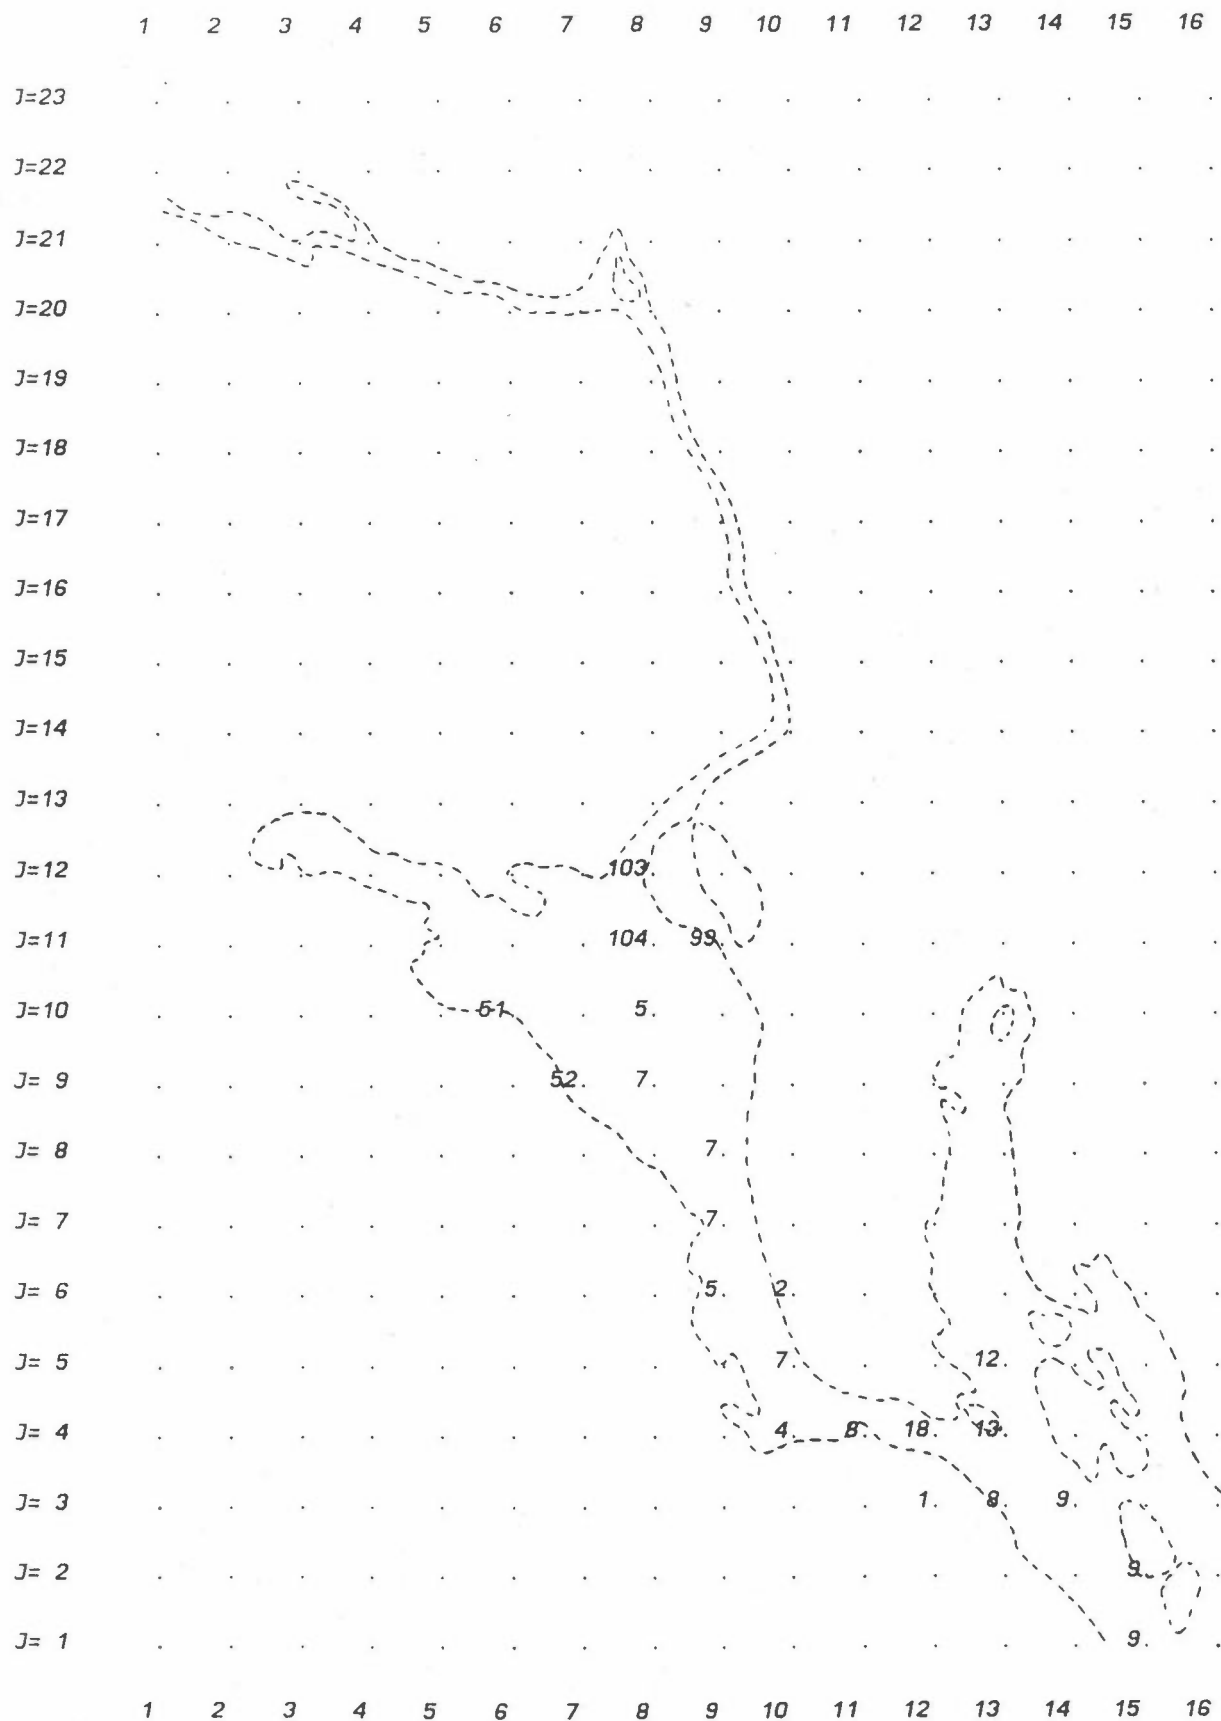 1 2 3 4 5 6 7 8 9 10 11 12 13 14 15 16
J=23
J=22
J=21
J=20
J=19
J=18
J=17
J=16
J=15
J=14
J=13
J=12 103
J=11 104 99
J=10 51 5
J= 9 52 7
J= 8 7
J= 7 7
J= 6 5 2
J= 5 7 12
J= 4 4 8 18 13
J= 3 1 8 9
J= 2 9
J= 1 9
1 2 3 4 5 6 7 8 9 10 11 12 13 14 15 16